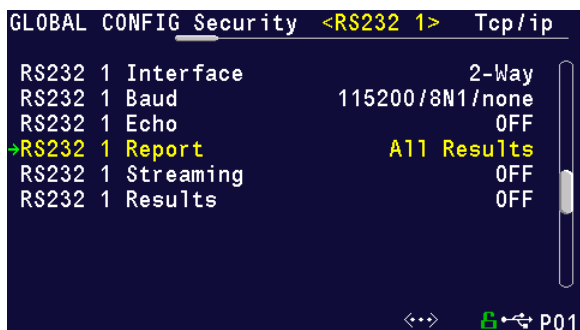 GLOBAL CONFIG Security <RS232 1> Tcp/ip
RS232 1 Interface 2-Way
RS232 1 Baud 115200/8N1/none
RS232 1 Echo OFF
→RS232 1 Report All Results
RS232 1 Streaming OFF
RS232 1 Results OFF
P01